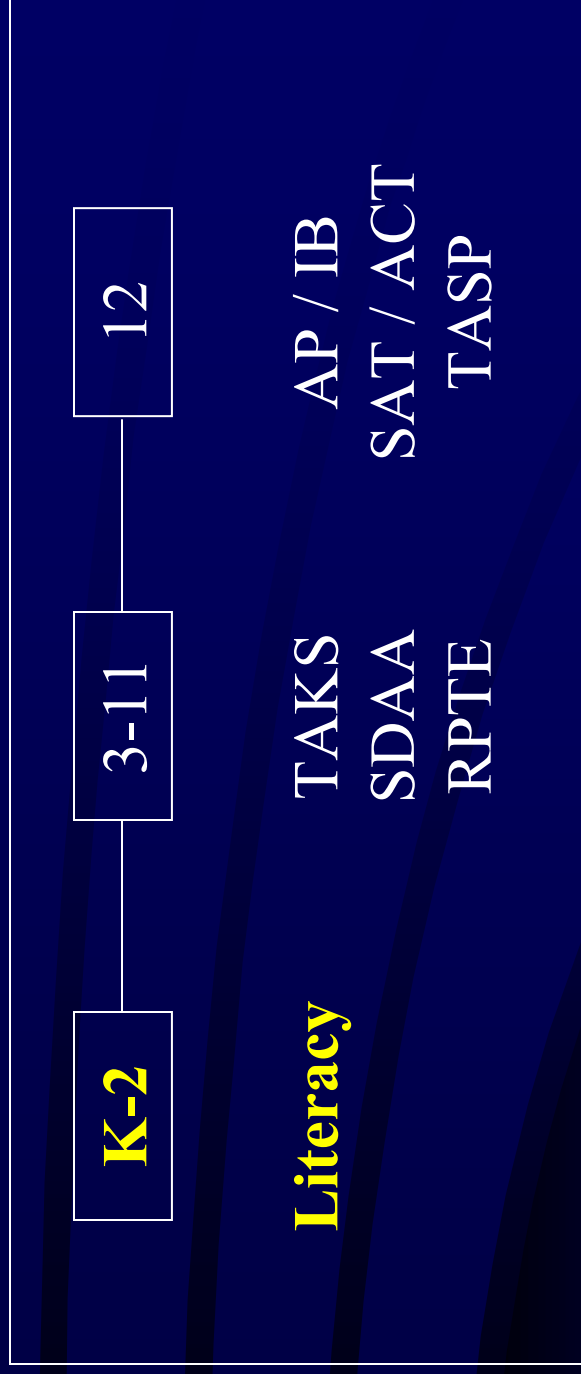 K-2
3-11
12
Literacy
TAKS
SDAA
RPTE
AP / IB
SAT / ACT
TASP